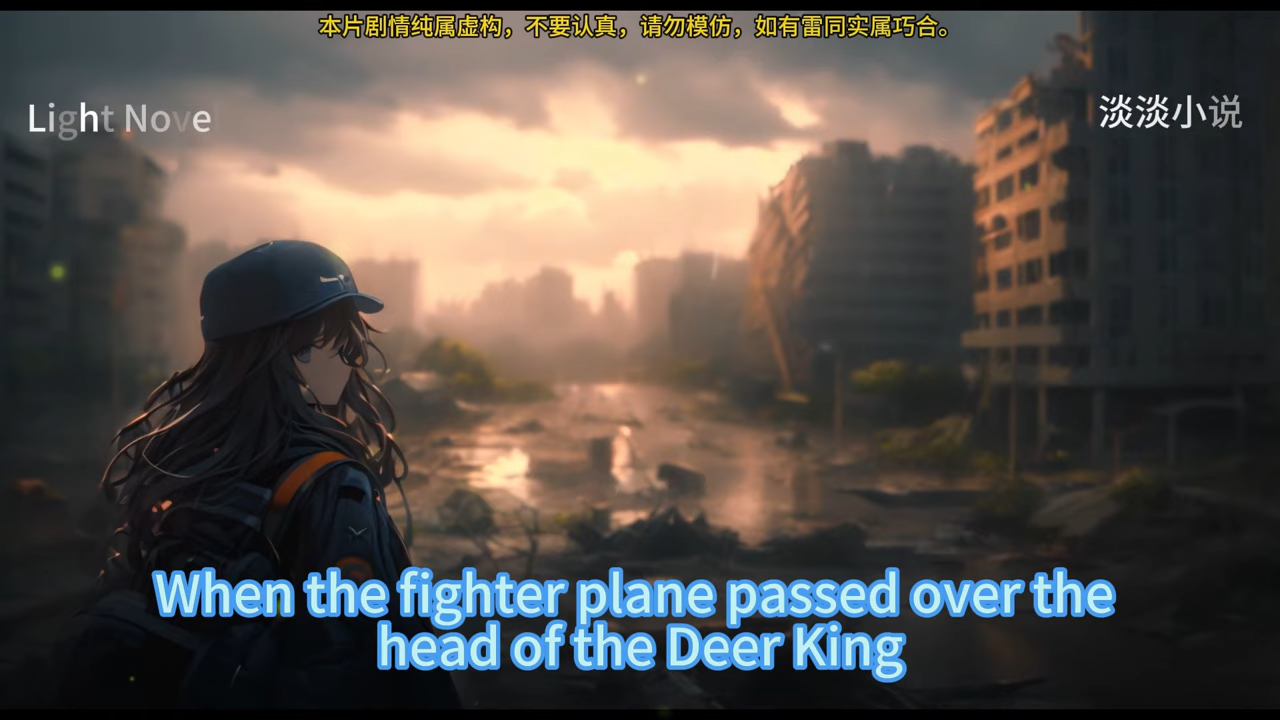 本片剧情纯属虚构，不要认真，请勿模仿，如有雷同实属巧合。
Light Nove
淡淡小说
When the fighter plane passed over the
head of the Deer King